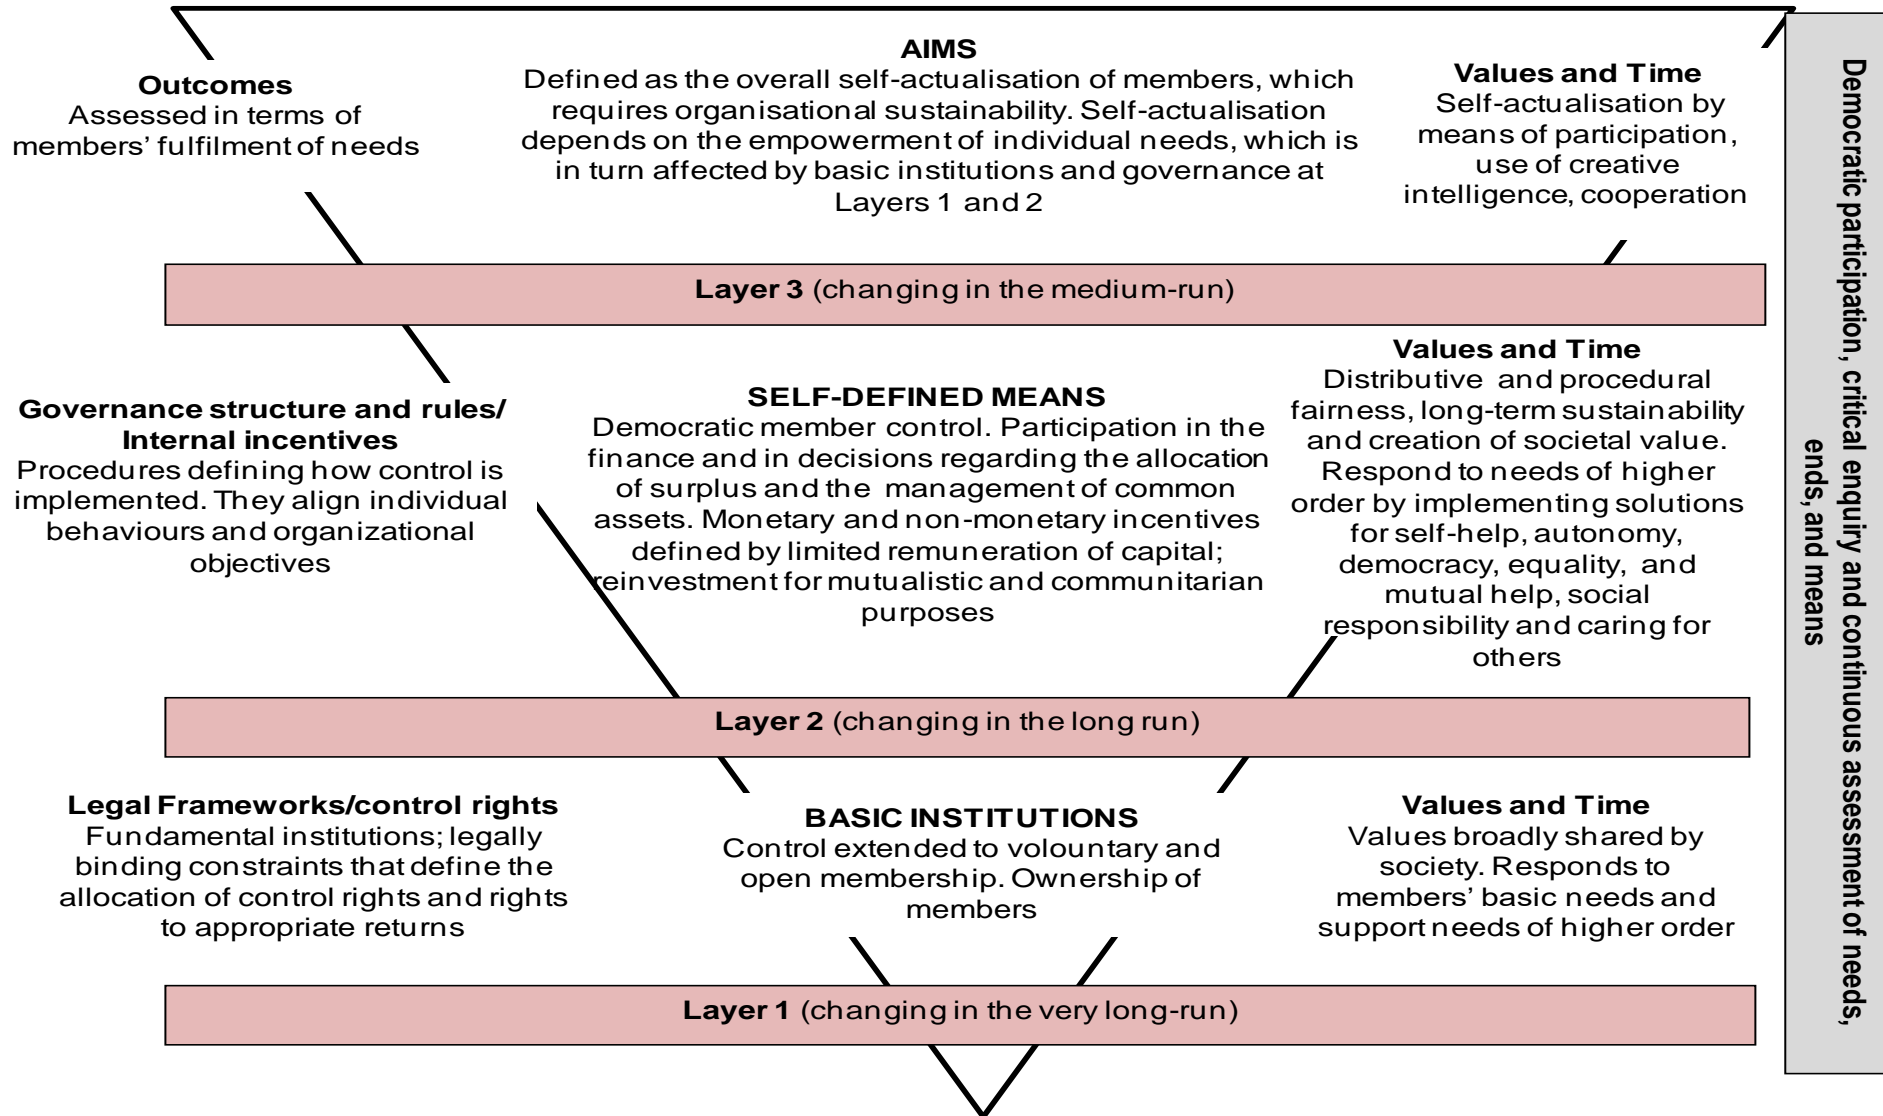 Outcomes
Assessed in terms of
members’ fulfilment of needs
AIMS
Defined as the overall self-actualisation of members, which
requires organisational sustainability. Self-actualisation
depends on the empowerment of individual needs, which is
in turn affected by basic institutions and governance at
Layers 1 and 2
Values and Time
Self-actualisation by
means of participation,
use of creative
intelligence, cooperation
Layer 3 (changing in the medium-run)
Governance structure and rules/
Internal incentives
Procedures defining how control is
implemented. They align individual
behaviours and organizational
objectives
SELF-DEFINED MEANS
Democratic member control. Participation in the
finance and in decisions regarding the allocation
of surplus and the management of common
assets. Monetary and non-monetary incentives
defined by limited remuneration of capital;
reinvestment for mutualistic and communitarian
purposes
Values and Time
Distributive and procedural
fairness, long-term sustainability
and creation of societal value.
Respond to needs of higher
order by implementing solutions
for self-help, autonomy,
democracy, equality, and
mutual help, social
responsibility and caring for
others
Layer 2 (changing in the long run)
Legal Frameworks/control rights
Fundamental institutions; legally
binding constraints that define the
allocation of control rights and rights
to appropriate returns
BASIC INSTITUTIONS
Control extended to volountary and
open membership. Ownership of
members
Values and Time
Values broadly shared by
society. Responds to
members’ basic needs and
support needs of higher order
Layer 1 (changing in the very long-run)
Democratic participation, critical enquiry and continuous assessment of needs,
ends, and means